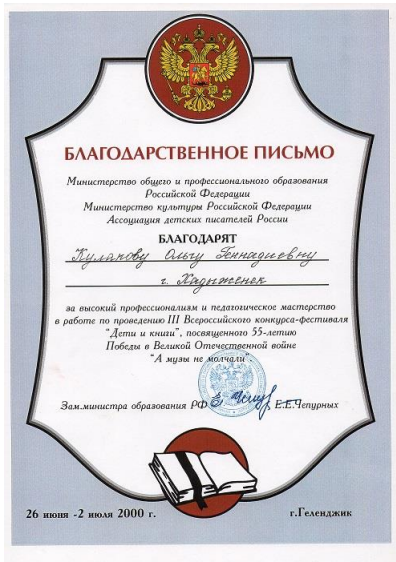 БЛАГОДАРСТВЕННОЕ ПИСЬМО
Министерство общего и профессионального образования
Российской Федерации
Министерство культуры Российской Федерации
Ассоциация детских писателей России
БЛАГОДАРЯТ
Кулакову Ольгу Геннадиевну
г. Хадыженск
за высокий профессионализм и педагогическое мастерство
в работе по проведению III Всероссийского конкурса-фестиваля
"Дети и книги", посвященного 55-летию
Победы в Великой Отечественной войне
"А музы не молчали".
Зам.министра образования РФ Е.Е.Чепурных
26 июня -2 июля 2000 г. г.Геленджик